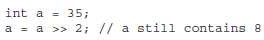 int a = 35;
a = a >> 2; // a still contains 8